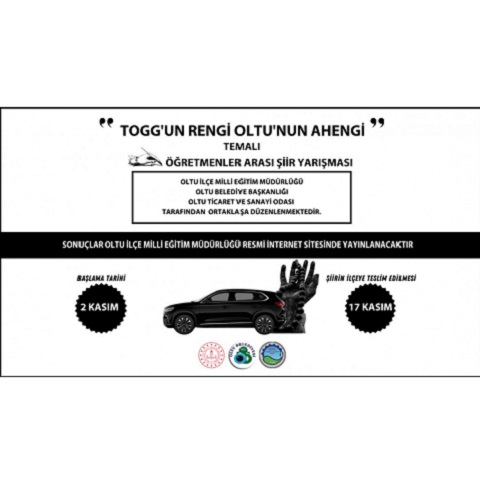 " TOGG'UN RENGİ OLTU'NUN AHENGİ "
TEMALI
ÖĞRETMENLER ARASI ŞİİR YARIŞMASI
OLTU İLÇE MİLLİ EĞİTİM MÜDÜRLÜĞÜ
OLTU BELEDİYE BAŞKANLIĞI
OLTU TİCARET VE SANAYİ ODASI
TARAFINDAN ORTAKLAŞA DÜZENLENMEKTEDİR.
SONUÇLAR OLTU İLÇE MİLLİ EĞİTİM MÜDÜRLÜĞÜ RESMİ İNTERNET SİTESİNDE YAYINLANACAKTIR
BAŞLAMA TARİHİ
2 KASIM
ŞİİRİN İLÇEYE TESLİM EDİLMESİ
17 KASIM